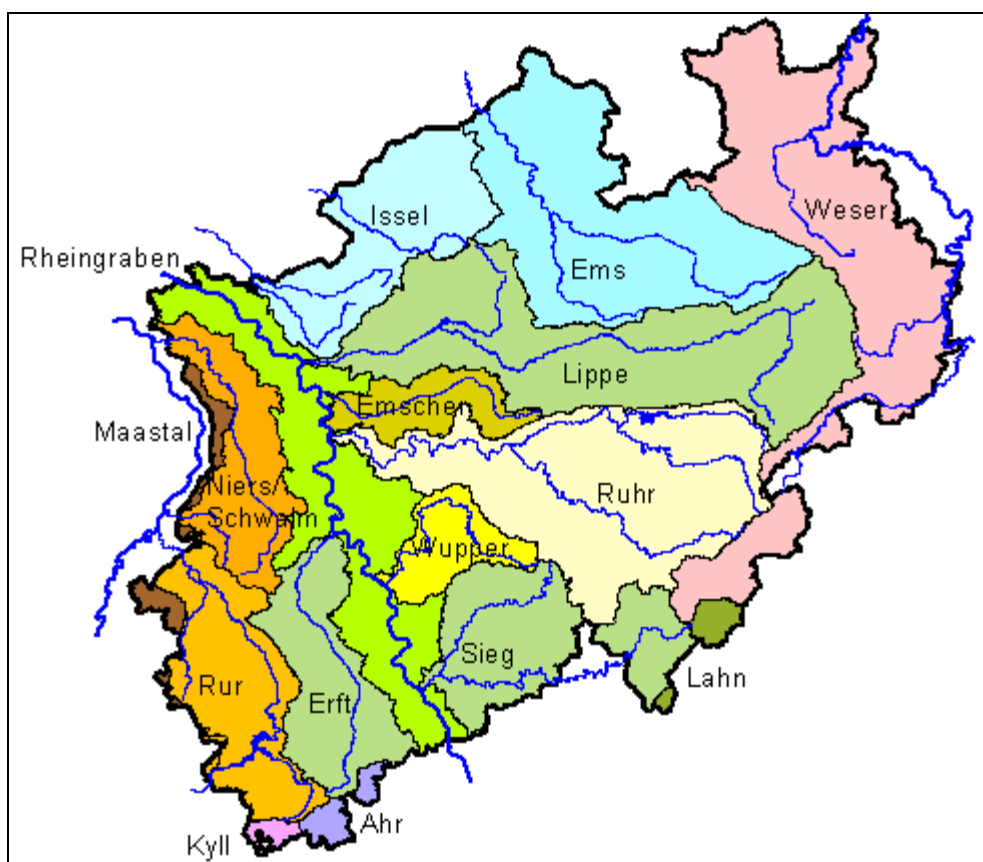 Issel
Weser
Rheingraben
Ems
Lippe
Emscher
Maastal
Niers/
Schwalm
Ruhr
Wupper
Sieg
Rur
Erft
Lahn
Ahr
Kyll